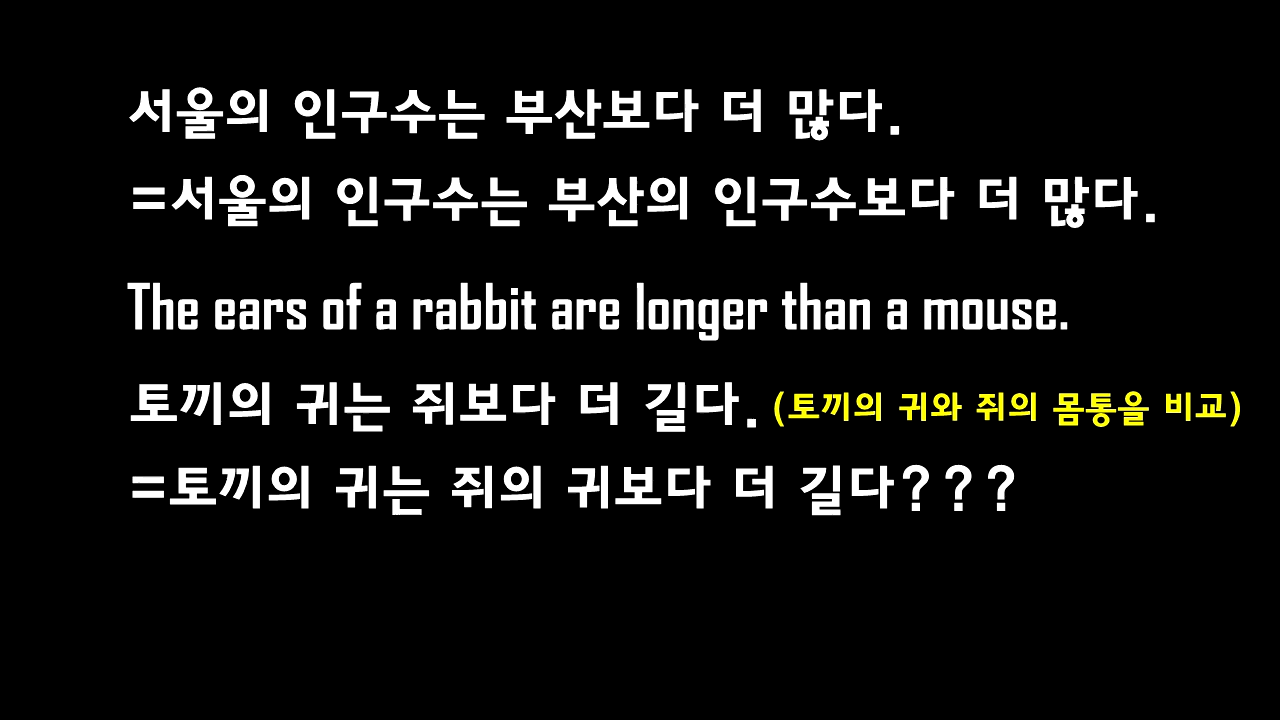 서울의 인구수는 부산보다 더 많다.
=서울의 인구수는 부산의 인구수보다 더 많다.
The ears of a rabbit are longer than a mouse.
토끼의 귀는 쥐보다 더 길다. (토끼의 귀와 쥐의 몸통을 비교)
=토끼의 귀는 쥐의 귀보다 더 길다???